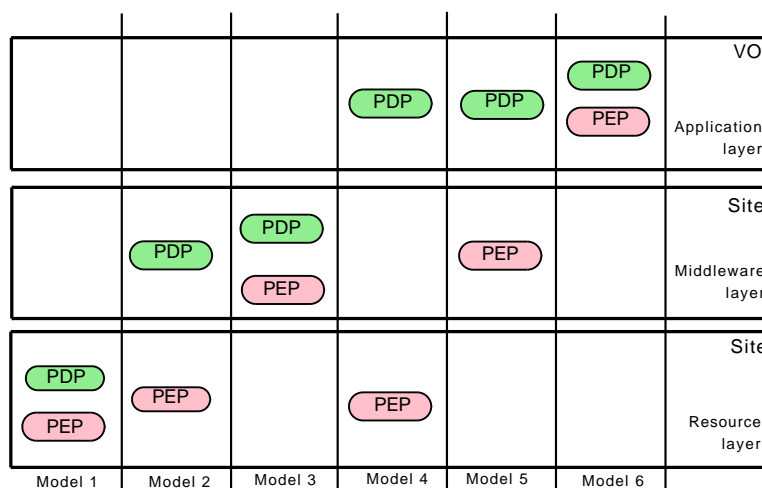 VO
PDP
PDP
PDP
PEP
Application
layer
Site
PDP
PDP
PEP
PEP
Middleware
layer
Site
PDP
PEP
PEP
PEP
Resource
layer
Model 1 Model 2 Model 3 Model 4 Model 5 Model 6